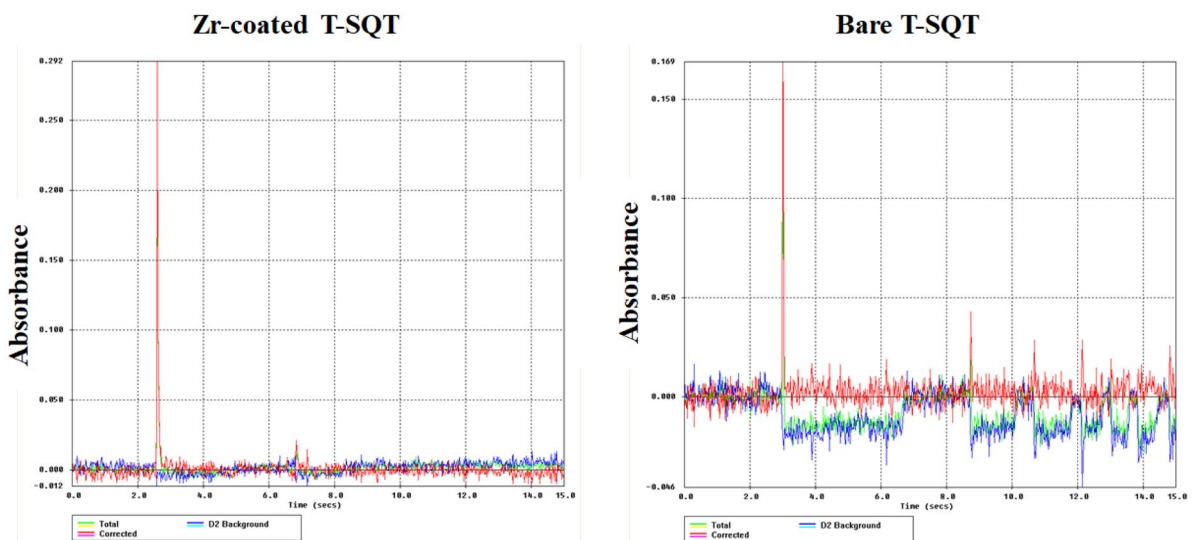 Zr-coated T-SQT
Absorbance
0.292
0.250
0.200
0.150
0.100
0.050
0.000
-0.012
0.0 2.0 4.0 6.0 8.0 10.0 12.0 14.0 15.0
Time (secs)
Total D2 Background
Corrected
Bare T-SQT
Absorbance
0.169
0.150
0.100
0.050
0.000
-0.046
0.0 2.0 4.0 6.0 8.0 10.0 12.0 14.0 15.0
Time (secs)
Total D2 Background
Corrected